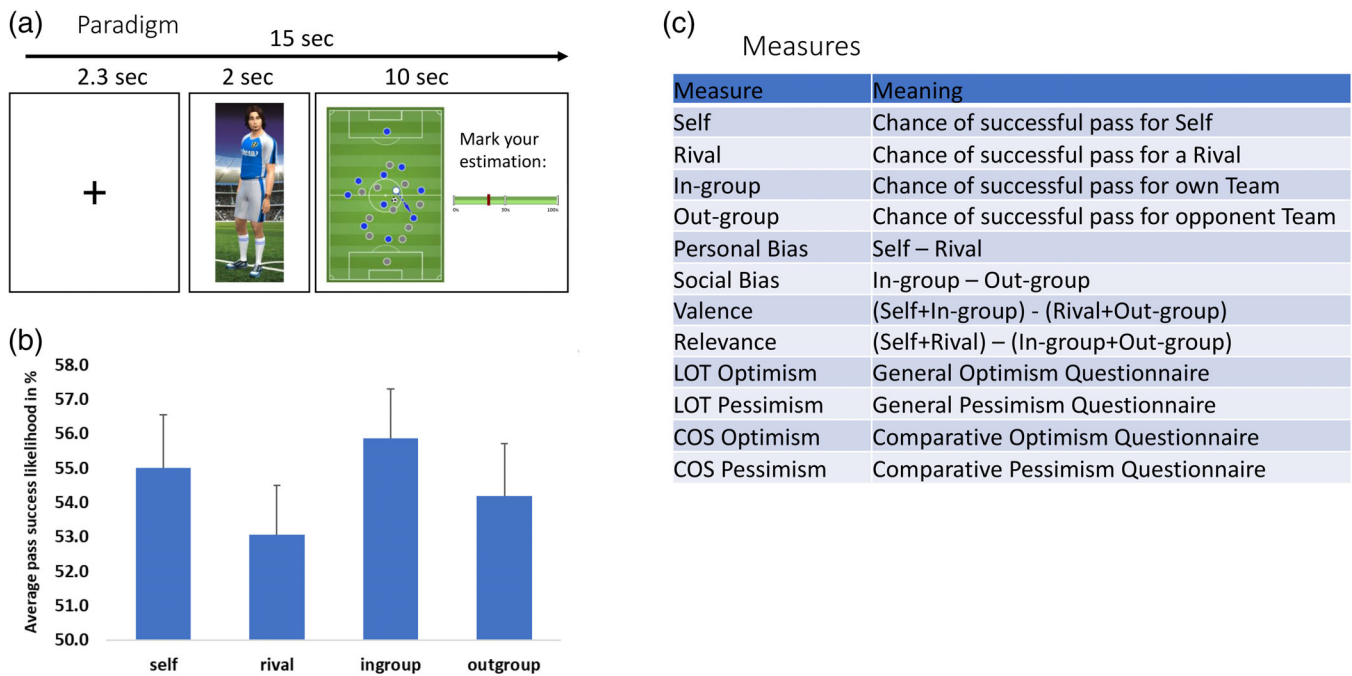 (a)
Paradigm
15 sec
2.3 sec
2 sec
10 sec
+
Mark your
estimation:
0%
50%
100%
(b)
Average pass success likelihood in %
58.0
57.0
56.0
55.0
54.0
53.0
52.0
51.0
50.0
self rival ingroup outgroup
(c)
Measures
Measure Meaning
Self Chance of successful pass for Self
Rival Chance of successful pass for a Rival
In-group Chance of successful pass for own Team
Out-group Chance of successful pass for opponent Team
Personal Bias Self – Rival
Social Bias In-group – Out-group
Valence (Self+In-group) - (Rival+Out-group)
Relevance (Self+Rival) – (In-group+Out-group)
LOT Optimism General Optimism Questionnaire
LOT Pessimism General Pessimism Questionnaire
COS Optimism Comparative Optimism Questionnaire
COS Pessimism Comparative Pessimism Questionnaire